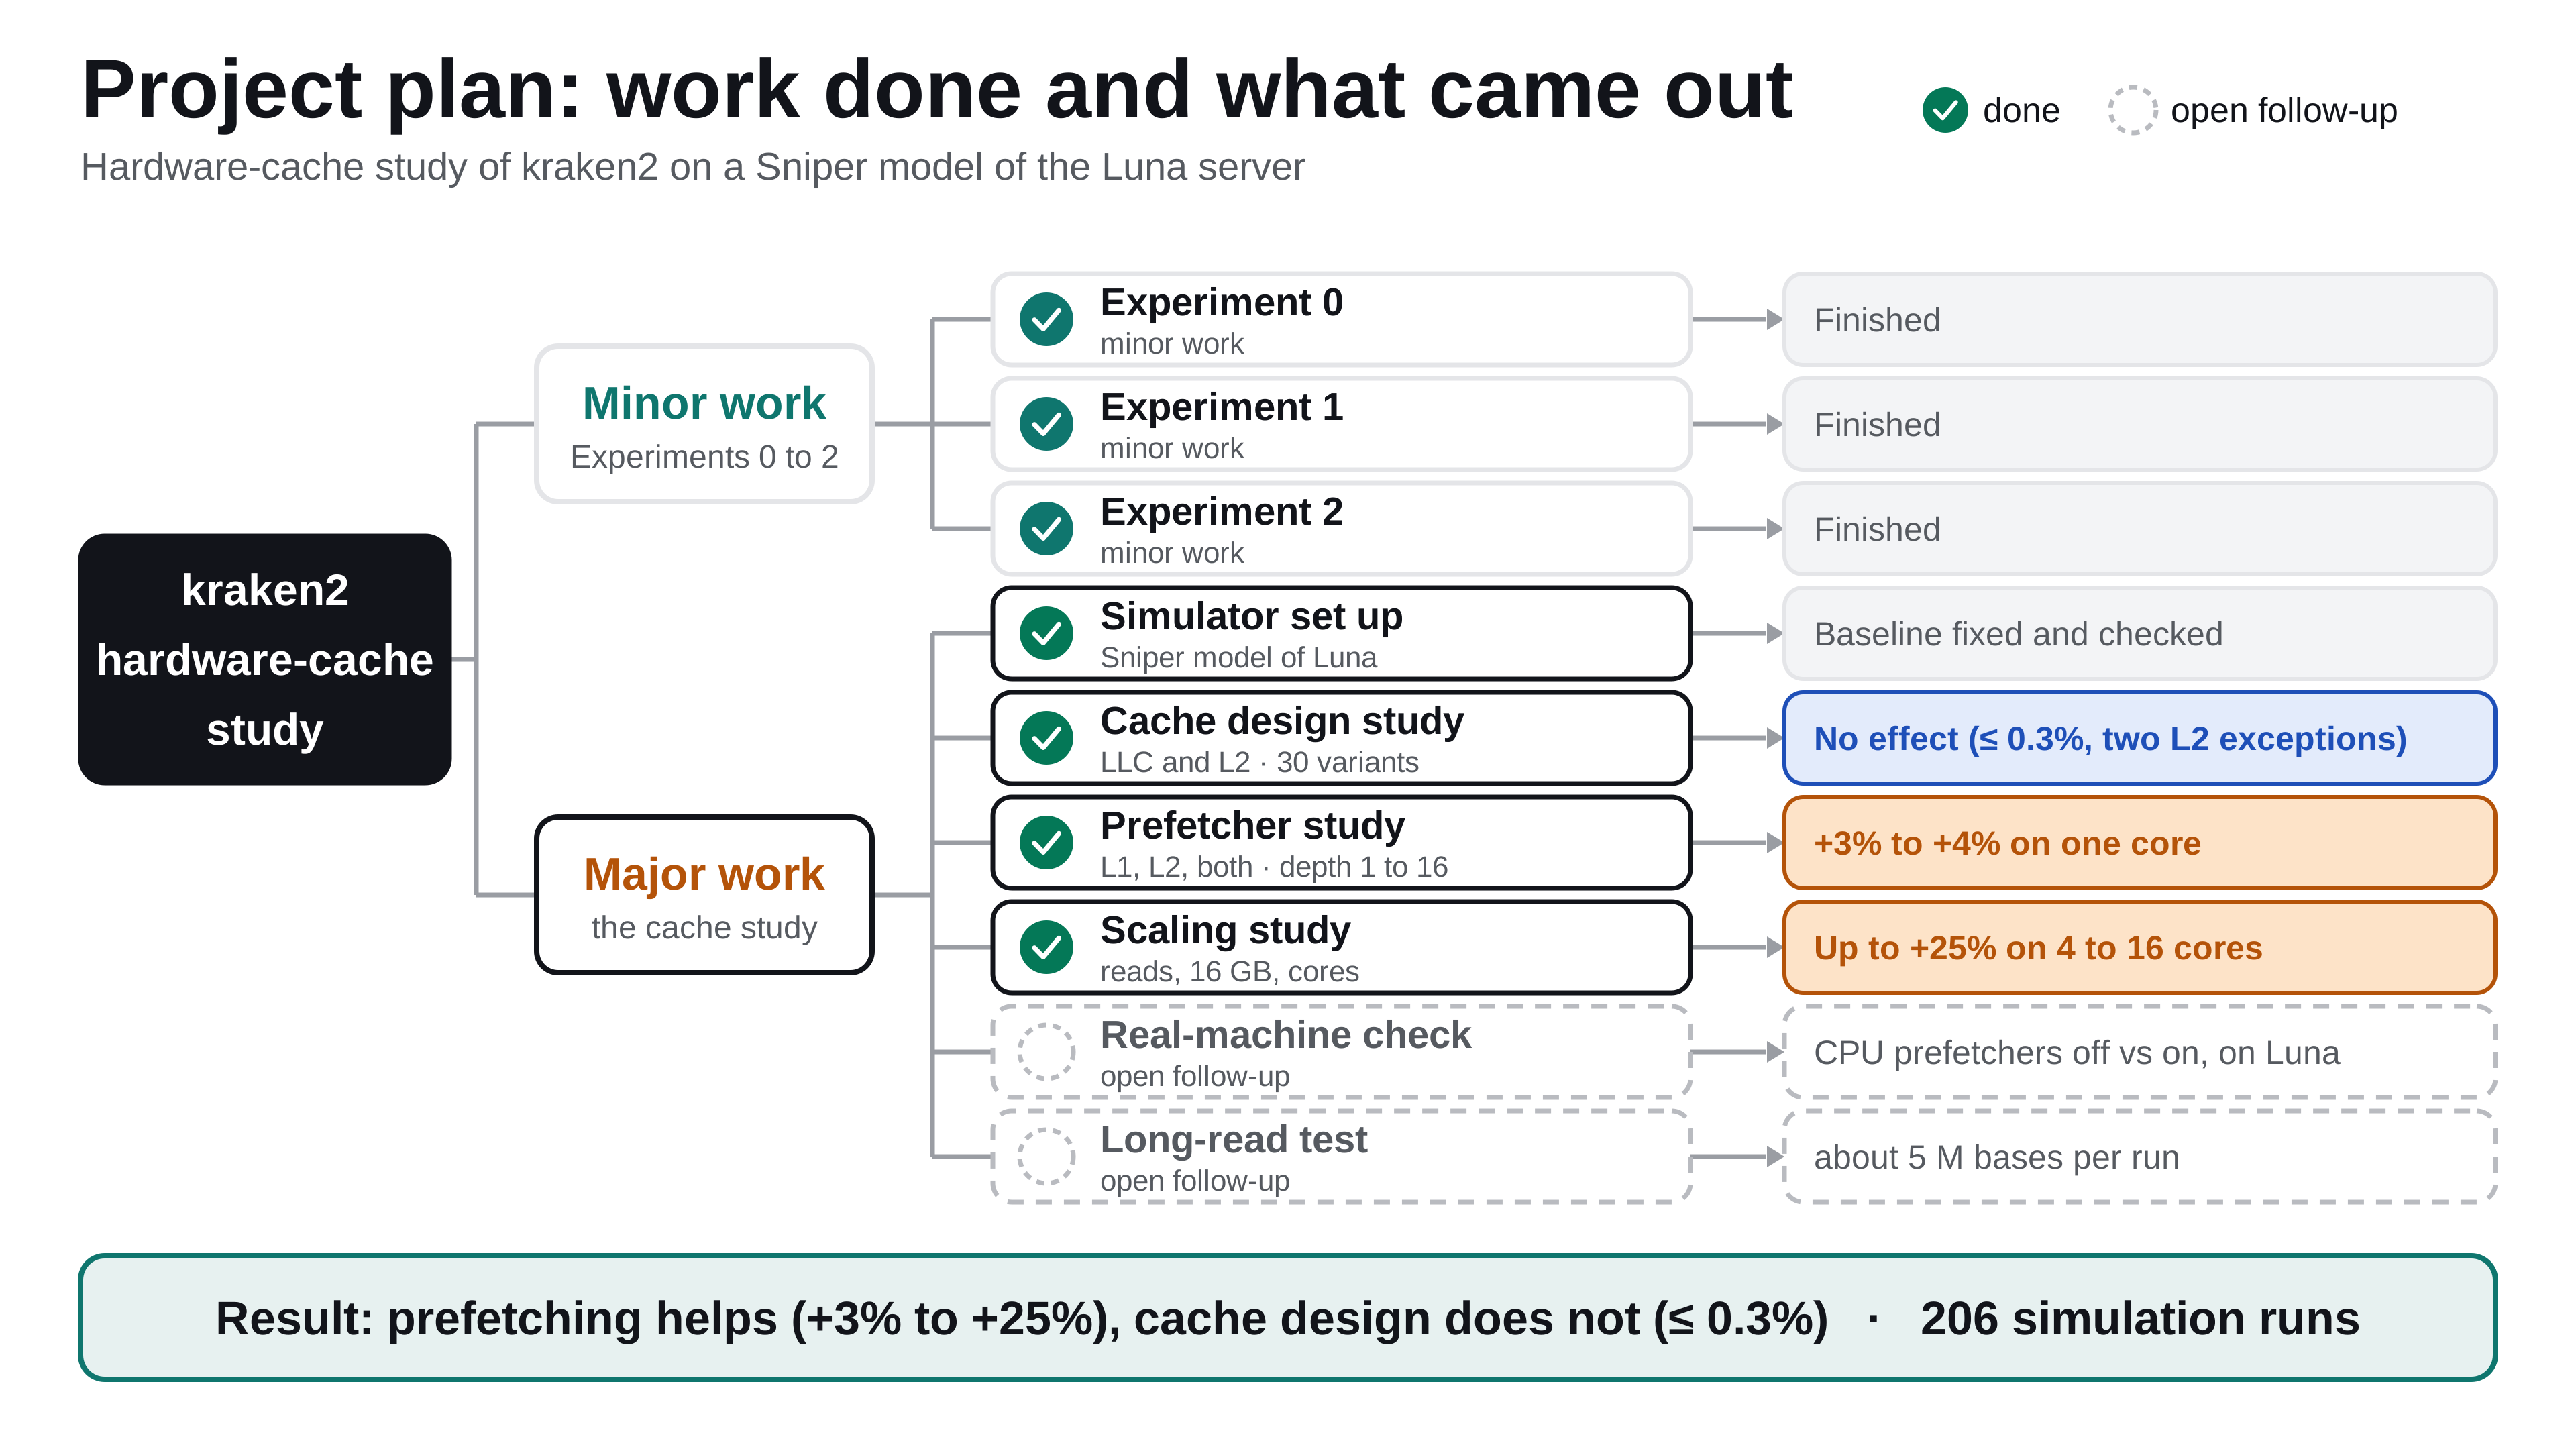 Project plan: work done and what came out
done
open follow-up
Hardware-cache study of kraken2 on a Sniper model of the Luna server
kraken2
hardware-cache
study
Minor work
Experiments 0 to 2
Experiment 0
minor work
Finished
Experiment 1
minor work
Finished
Experiment 2
minor work
Finished
Major work
the cache study
Simulator set up
Sniper model of Luna
Baseline fixed and checked
Cache design study
LLC and L2 · 30 variants
No effect (≤ 0.3%, two L2 exceptions)
Prefetcher study
L1, L2, both · depth 1 to 16
+3% to +4% on one core
Scaling study
reads, 16 GB, cores
Up to +25% on 4 to 16 cores
Real-machine check
open follow-up
CPU prefetchers off vs on, on Luna
Long-read test
open follow-up
about 5 M bases per run
Result: prefetching helps (+3% to +25%), cache design does not (≤ 0.3%) · 206 simulation runs